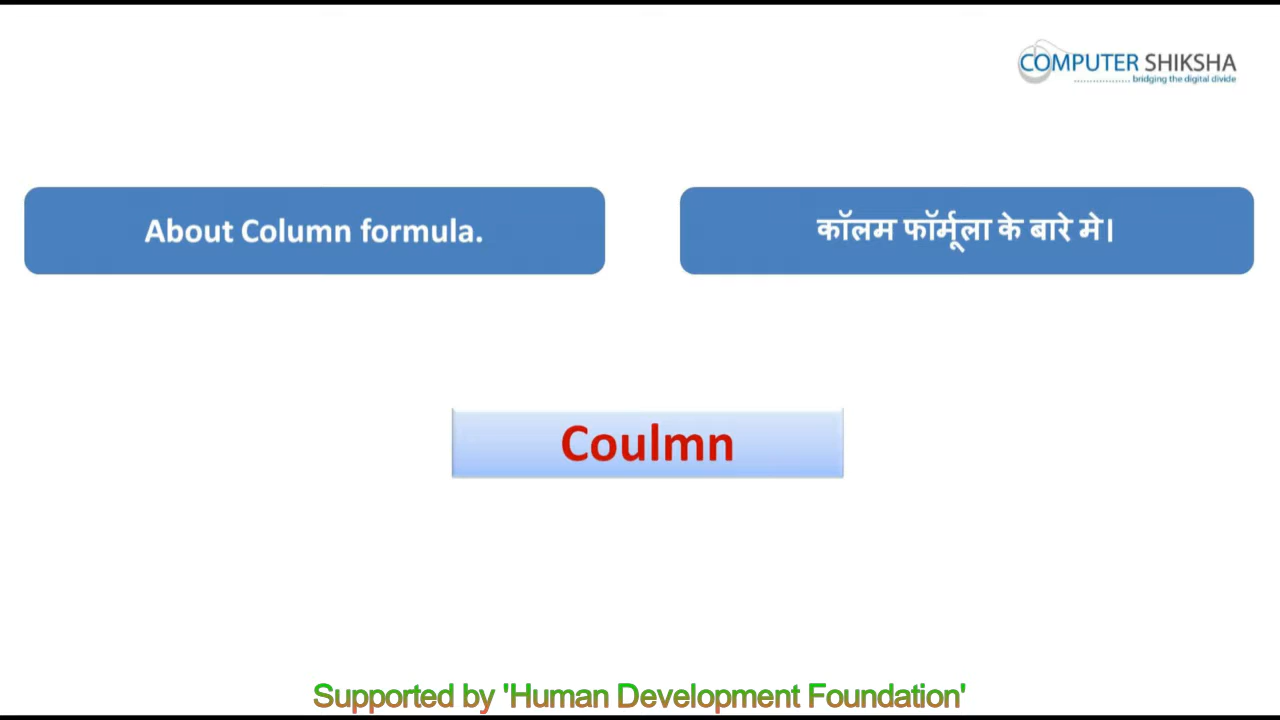 COMPUTER SHIKSHA
bridging the digital divide
About Column formula.
कॉलम फॉर्मूला के बारे मे।
Coulmn
Supported by 'Human Development Foundation'